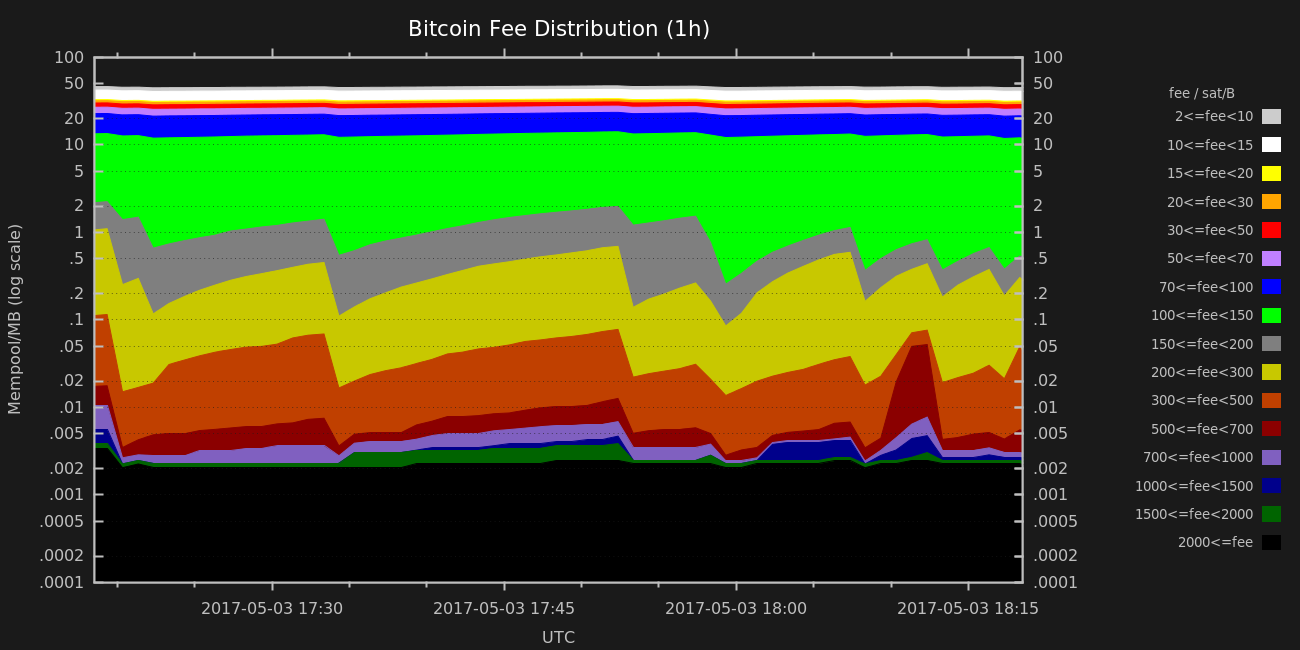 Bitcoin Fee Distribution (1h)
Mempool/MB (log scale)
100
50
20
10
5
2
1
.5
.2
.1
.05
.02
.01
.005
.002
.001
.0005
.0002
.0001
100
50
20
10
5
2
1
.5
.2
.1
.05
.02
.01
.005
.002
.001
.0005
.0002
.0001
fee / sat/B
2<=fee<10
10<=fee<15
15<=fee<20
20<=fee<30
30<=fee<50
50<=fee<70
70<=fee<100
100<=fee<150
150<=fee<200
200<=fee<300
300<=fee<500
500<=fee<700
700<=fee<1000
1000<=fee<1500
1500<=fee<2000
2000<=fee
2017-05-03 17:30 2017-05-03 17:45 2017-05-03 18:00 2017-05-03 18:15
UTC